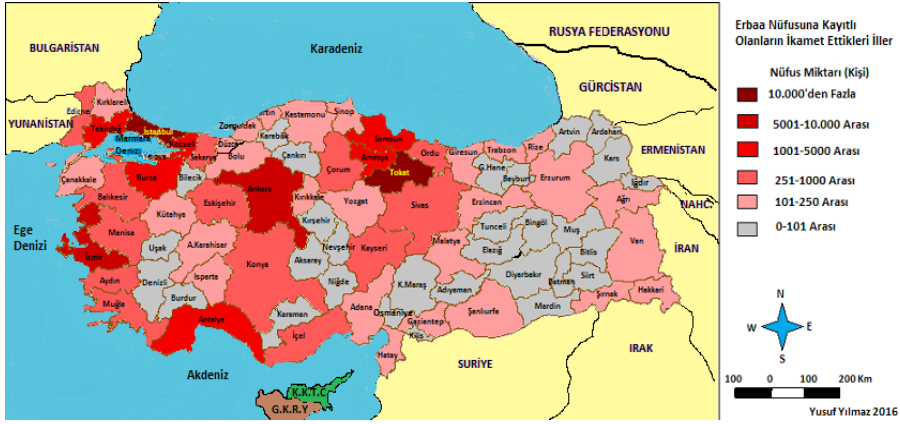 Erbaa Nüfusuna Kayıtlı
Olanların İkamet Ettikleri İller
Nüfus Miktarı (Kişi)
10.000'den Fazla
5001-10.000 Arası
1001-5000 Arası
251-1000 Arası
101-250 Arası
0-101 Arası
BULGARİSTAN
Karadeniz
RUSYA FEDERASYONU
GÜRCİSTAN
YUNANİSTAN
ERMENİSTAN
NAHC.
İRAN
Ege
Denizi
Akdeniz
SURİYE
IRAK
K.K.T.C
G.K.R.Y
Edirne
Kırklareli
Tekirdağ
İstanbul
Marmara
Denizi
Kocaeli
Sakarya
Düzce
Bolu
Zonguldak
Karabük
Kastamonu
Sinop
Samsun
Çankırı
Çorum
Amasya
Tokat
Ordu
Giresun
Trabzon
Rize
Artvin
Ardahan
Kars
Iğdır
G.Hane
Bayburt
Erzurum
Ağrı
Çanakkale
Balıkesir
Bursa
Bilecik
Eskişehir
Ankara
Kırıkkale
Yozgat
Sivas
Erzincan
Kütahya
Manisa
İzmir
Uşak
A.Karahisar
Kırşehir
Nevşehir
Kayseri
Malatya
Tunceli
Bingöl
Muş
Elazığ
Bitlis
Van
Aydın
Denizli
Isparta
Burdur
Konya
Aksaray
Niğde
K.Maraş
Adıyaman
Diyarbakır
Batman
Siirt
Muğla
Antalya
Karaman
İçel
Adana
Osmaniye
Gaziantep
Kilis
Şanlıurfa
Mardin
Şırnak
Hakkari
Hatay
N
W
E
S
100 0 100 200 Km
Yusuf Yılmaz 2016